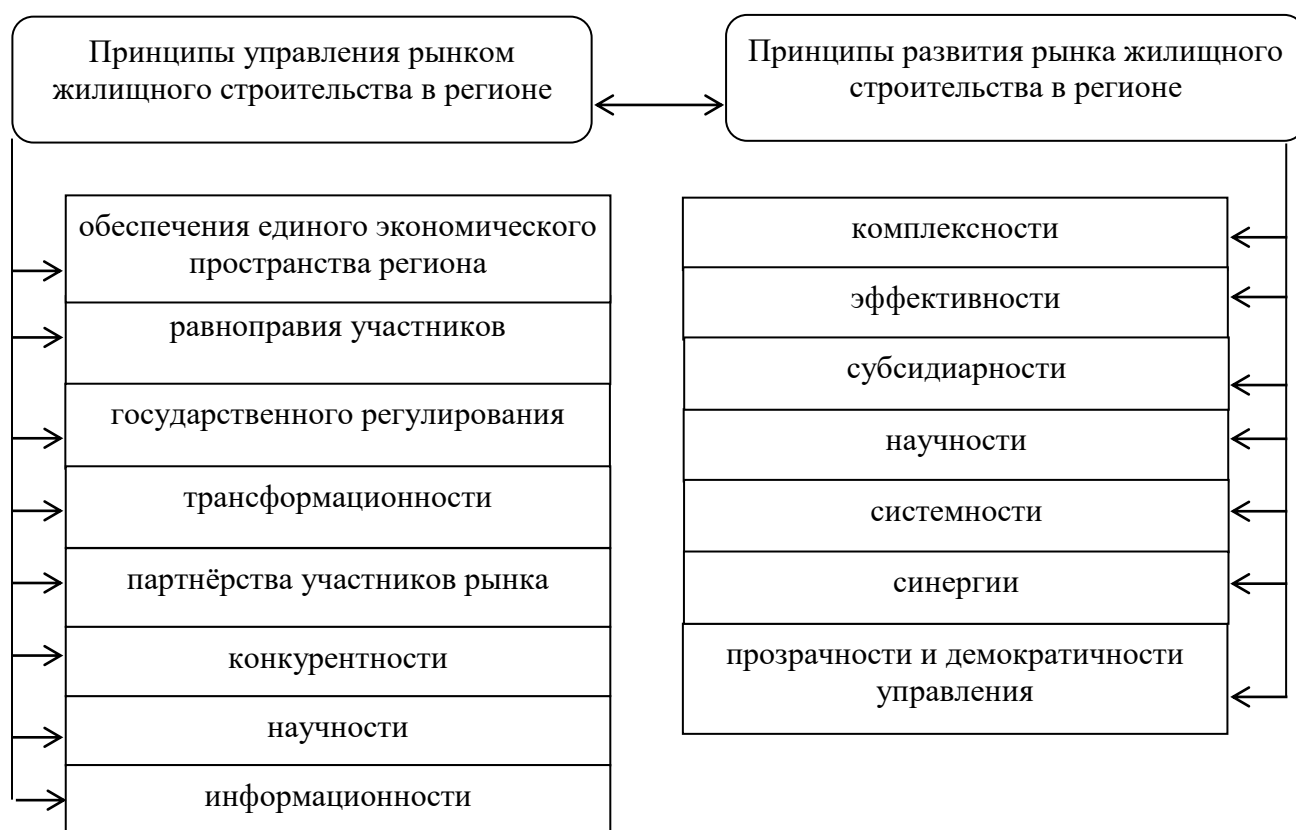 Принципы управления рынком
жилищного строительства в регионе
Принципы развития рынка жилищного
строительства в регионе
обеспечения единого экономического
пространства региона
равноправия участников
государственного регулирования
трансформационности
партнёрства участников рынка
конкурентности
научности
информационности
комплексности
эффективности
субсидиарности
научности
системности
синергии
прозрачности и демократичности
управления